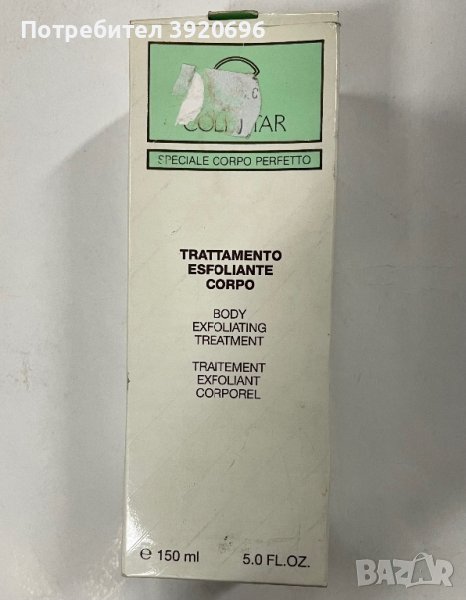 Потребител 3920696
SPECIALE CORPO PERFETTO
TRATTAMENTO
ESFOLIANTE
CORPO
BODY
EXFOLIATING
TREATMENT
TRAITEMENT
EXFOLIANT
CORPOREL
℮ 150 ml 5.0 FL.OZ.
BAZAR